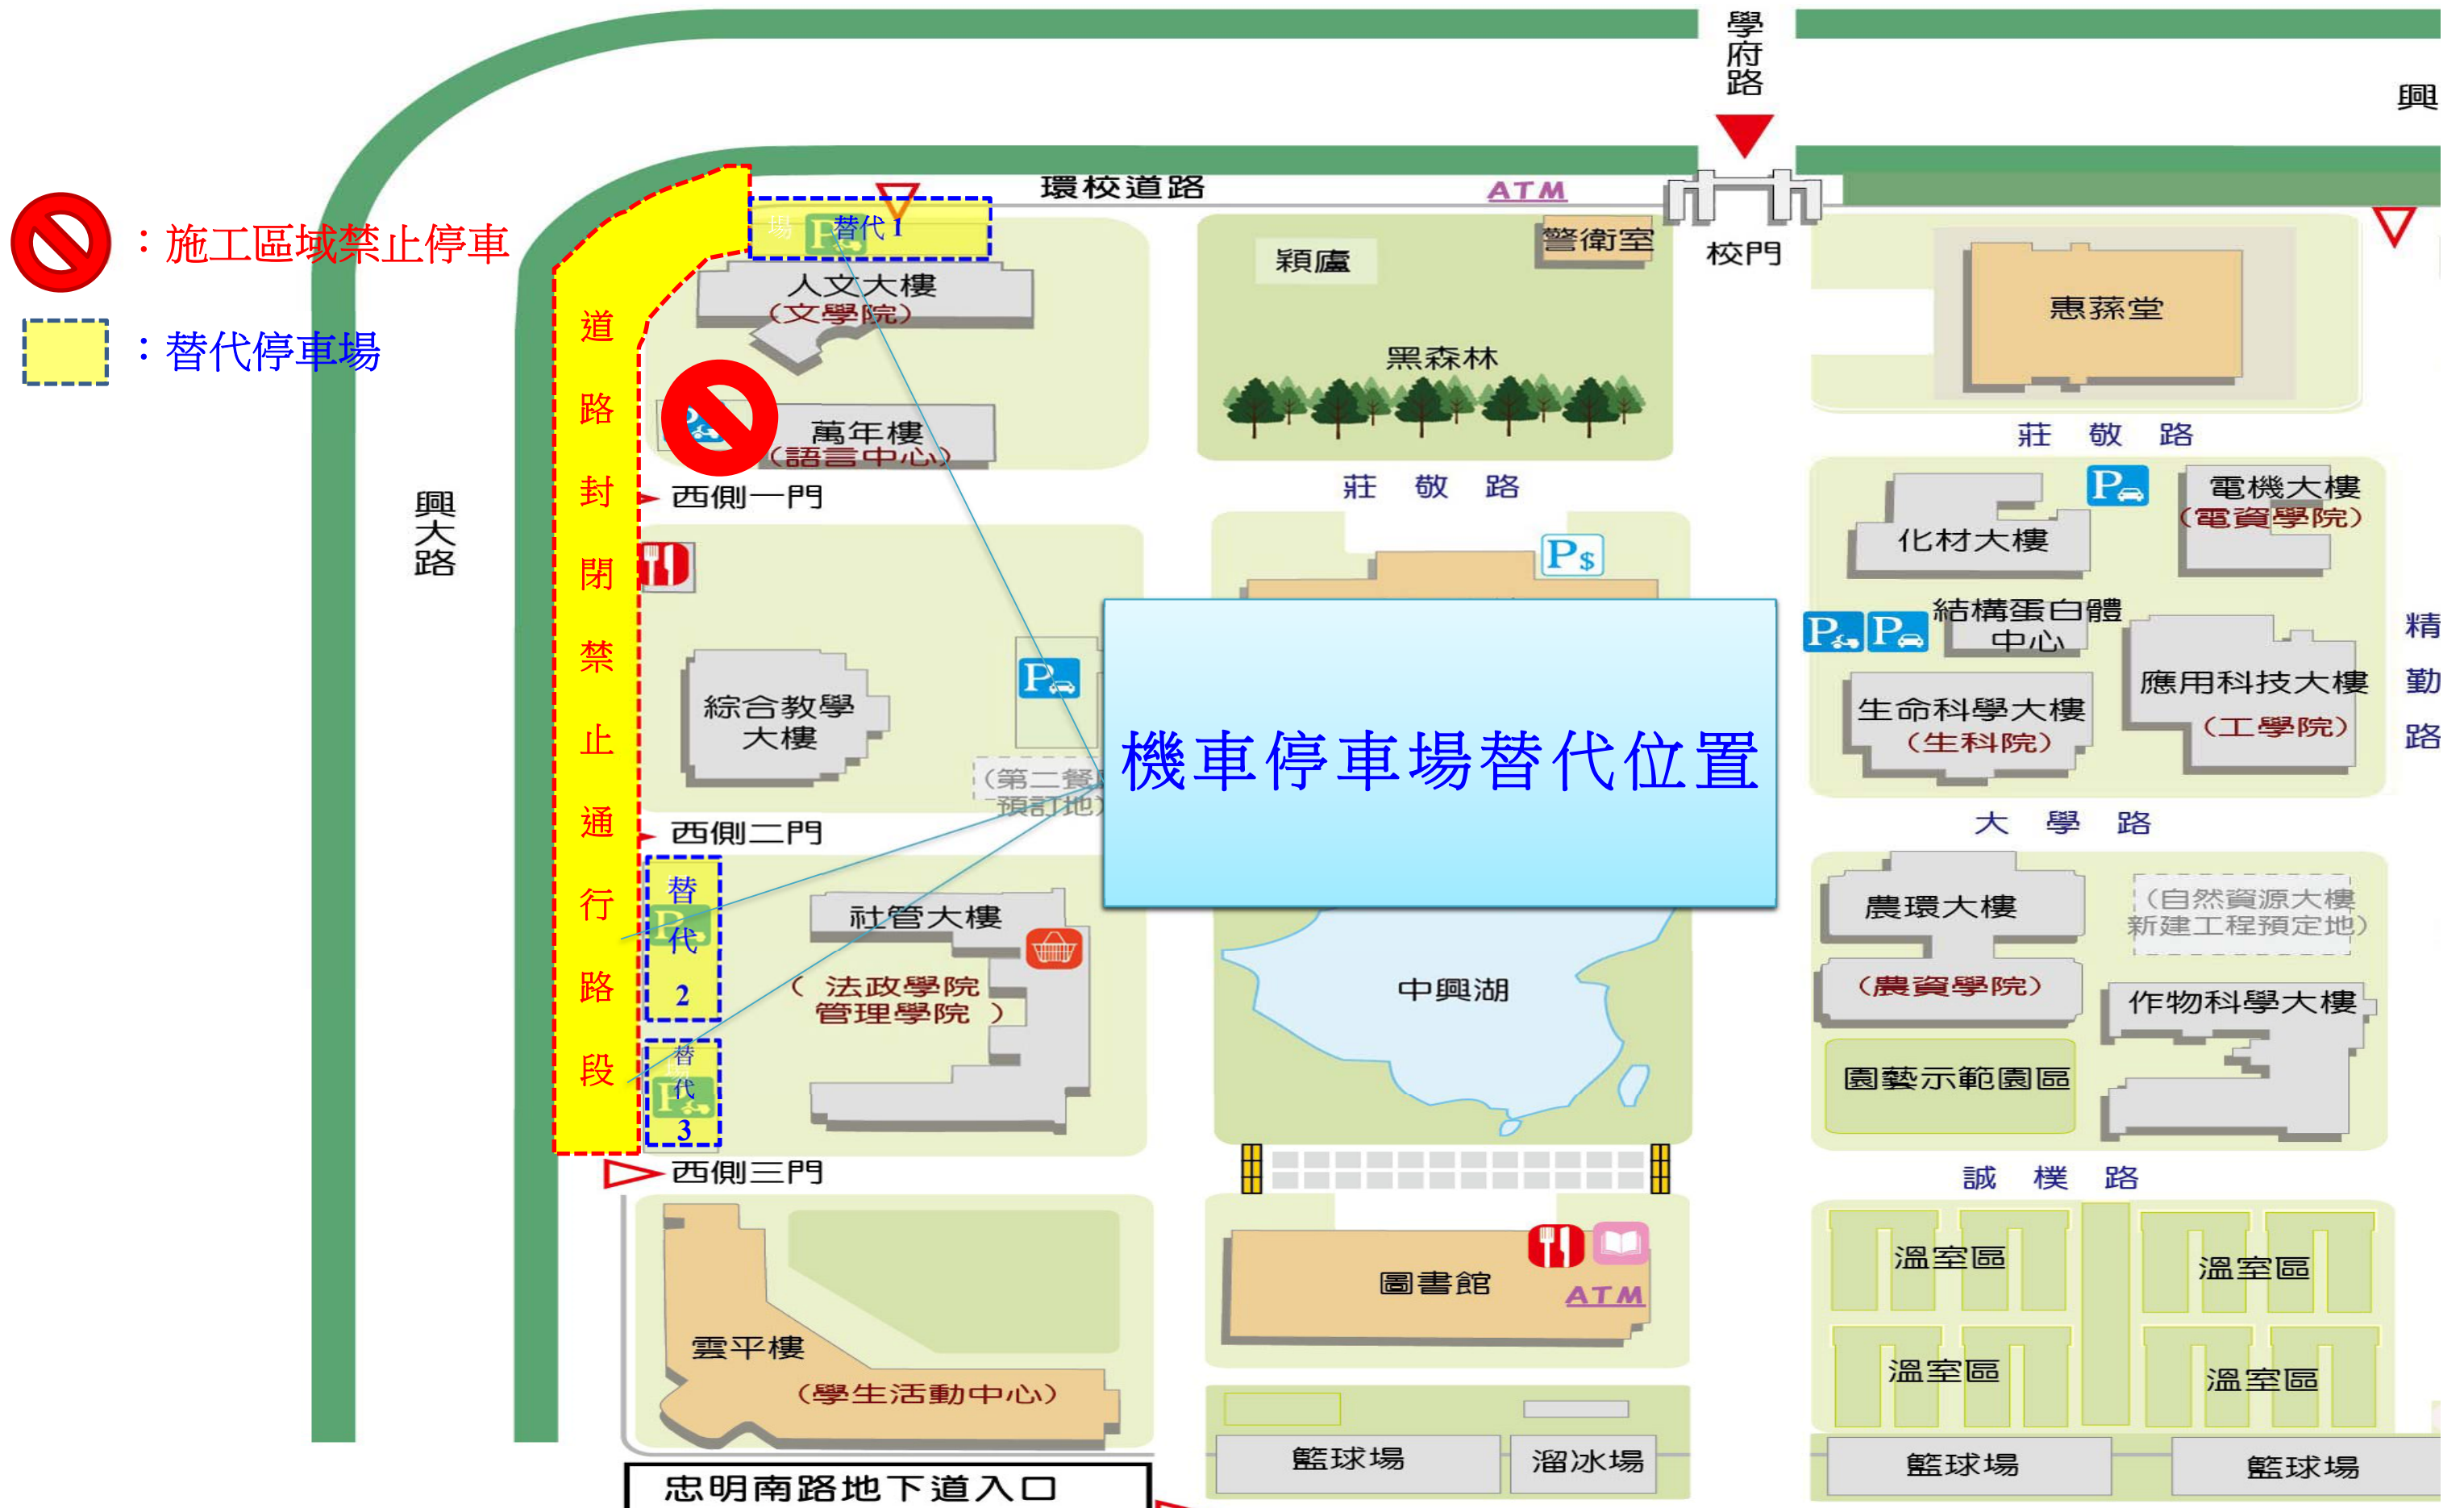 學府路
興
環校道路
ATM
：施工區域禁止停車
：替代停車場
場
替代 1
警衛室
校門
穎廬
人文大樓
（文學院）
惠蓀堂
黑森林
道路封閉禁止通行路段
萬年樓
（語言中心）
莊敬路
西側一門
莊敬路
電機大樓
（電資學院）
化材大樓
興大路
P$
結構蛋白體
中心
精勤路
綜合教學
大樓
生命科學大樓
（生科院）
應用科技大樓
（工學院）
機車停車場替代位置
（第二餐
預訂地）
西側二門
大學路
替代 2
社管大樓
農環大樓
（自然資源大樓
新建工程預定地）
（法政學院
管理學院）
中興湖
（農資學院）
作物科學大樓
替代 3
場
園藝示範園區
西側三門
誠樸路
溫室區
溫室區
圖書館
ATM
雲平樓
（學生活動中心）
溫室區
溫室區
籃球場
溜冰場
籃球場
籃球場
忠明南路地下道入口